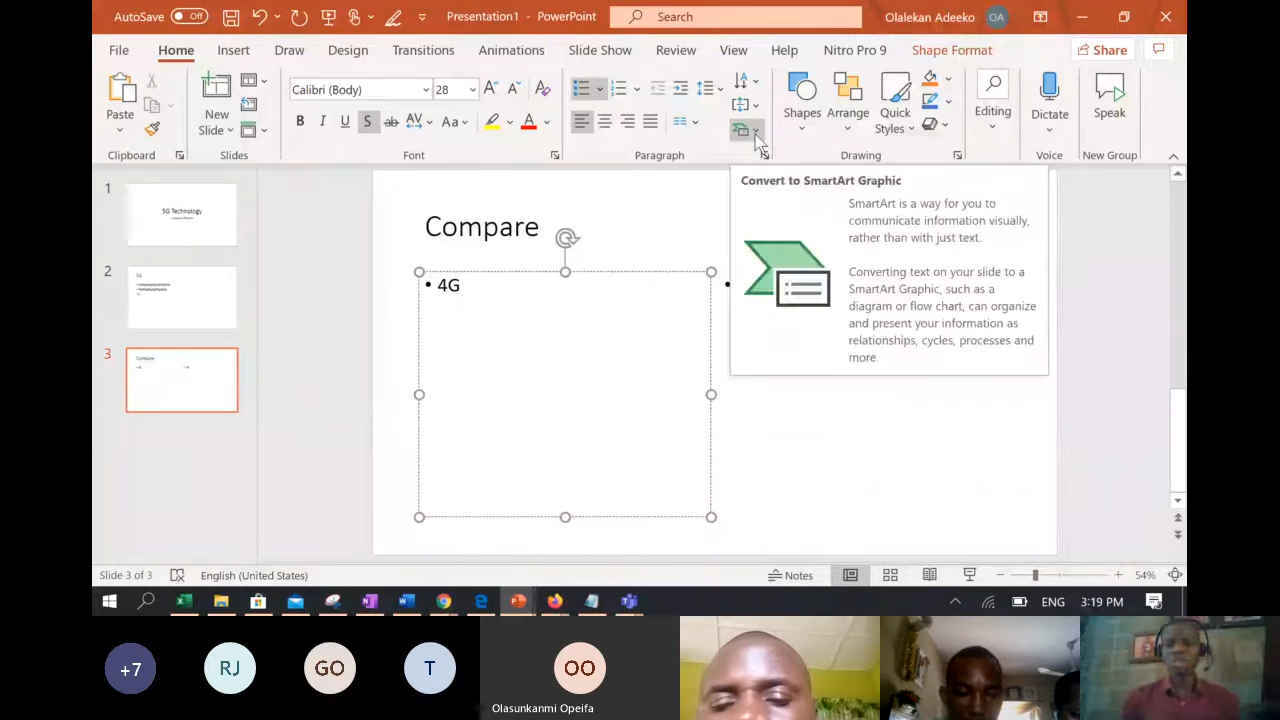 AutoSave Off Presentation1 - PowerPoint Search Olalekan Adeeko OA
File Home Insert Draw Design Transitions Animations Slide Show Review View Help Nitro Pro 9 Shape Format Share
Calibri (Body) 28
Paste New Slide Shapes Arrange Quick Styles Editing Dictate Speak
B I U S ab AV Aa A
Clipboard Slides Font Paragraph Drawing Voice New Group
Convert to SmartArt Graphic
SmartArt is a way for you to
communicate information visually,
rather than with just text.
Converting text on your slide to a
SmartArt Graphic, such as a
diagram or flow chart, can organize
and present your information as
relationships, cycles, processes and
more.
1
5G Technology
2
5G
3
Compare
Compare
• 4G
•
Slide 3 of 3 English (United States) Notes 54%
ENG 3:19 PM
+7 RJ GO T OO
Olasunkanmi Opeifa